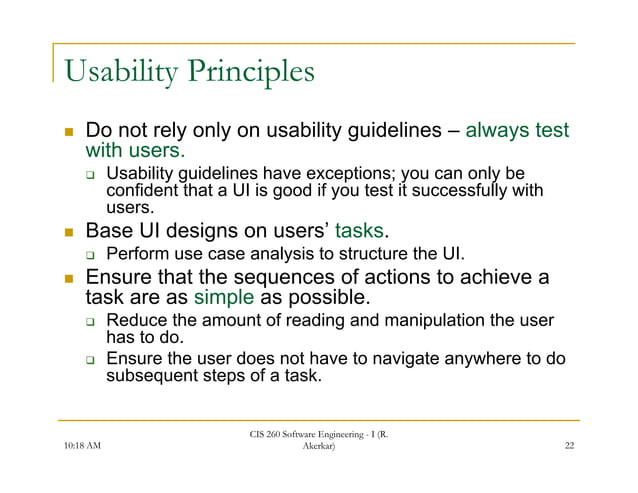 Usability Principles
Do not rely only on usability guidelines – always test
with users.
Usability guidelines have exceptions; you can only be
confident that a UI is good if you test it successfully with
users.
Base UI designs on users’ tasks.
Perform use case analysis to structure the UI.
Ensure that the sequences of actions to achieve a
task are as simple as possible.
Reduce the amount of reading and manipulation the user
has to do.
Ensure the user does not have to navigate anywhere to do
subsequent steps of a task.
10:18 AM
CIS 260 Software Engineering - I (R.
Akerkar)
22